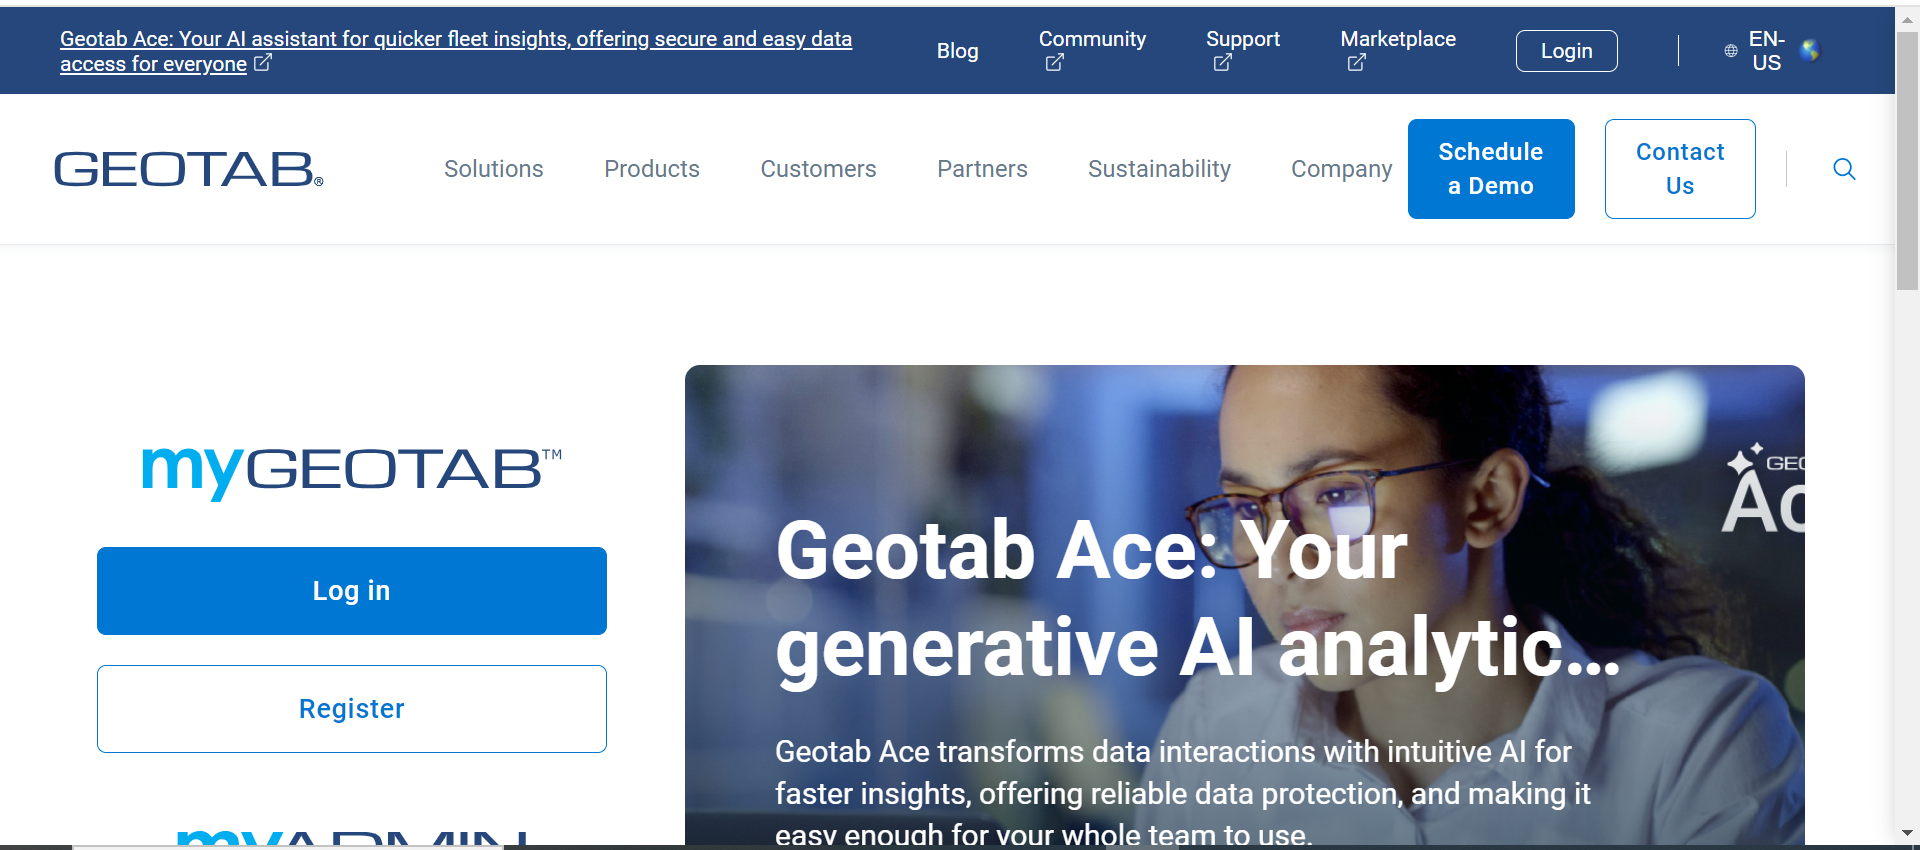 Geotab Ace: Your AI assistant for quicker fleet insights, offering secure and easy data
access for everyone
Blog
Community
Support
Marketplace
Login
EN-
US
GEOTAB®
Solutions
Products
Customers
Partners
Sustainability
Company
Schedule
a Demo
Contact
Us
myGEOTAB™
Log in
Register
myADMIN
GEO
Ac
Geotab Ace: Your
generative AI analytic...
Geotab Ace transforms data interactions with intuitive AI for
faster insights, offering reliable data protection, and making it
easy enough for your whole team to use.